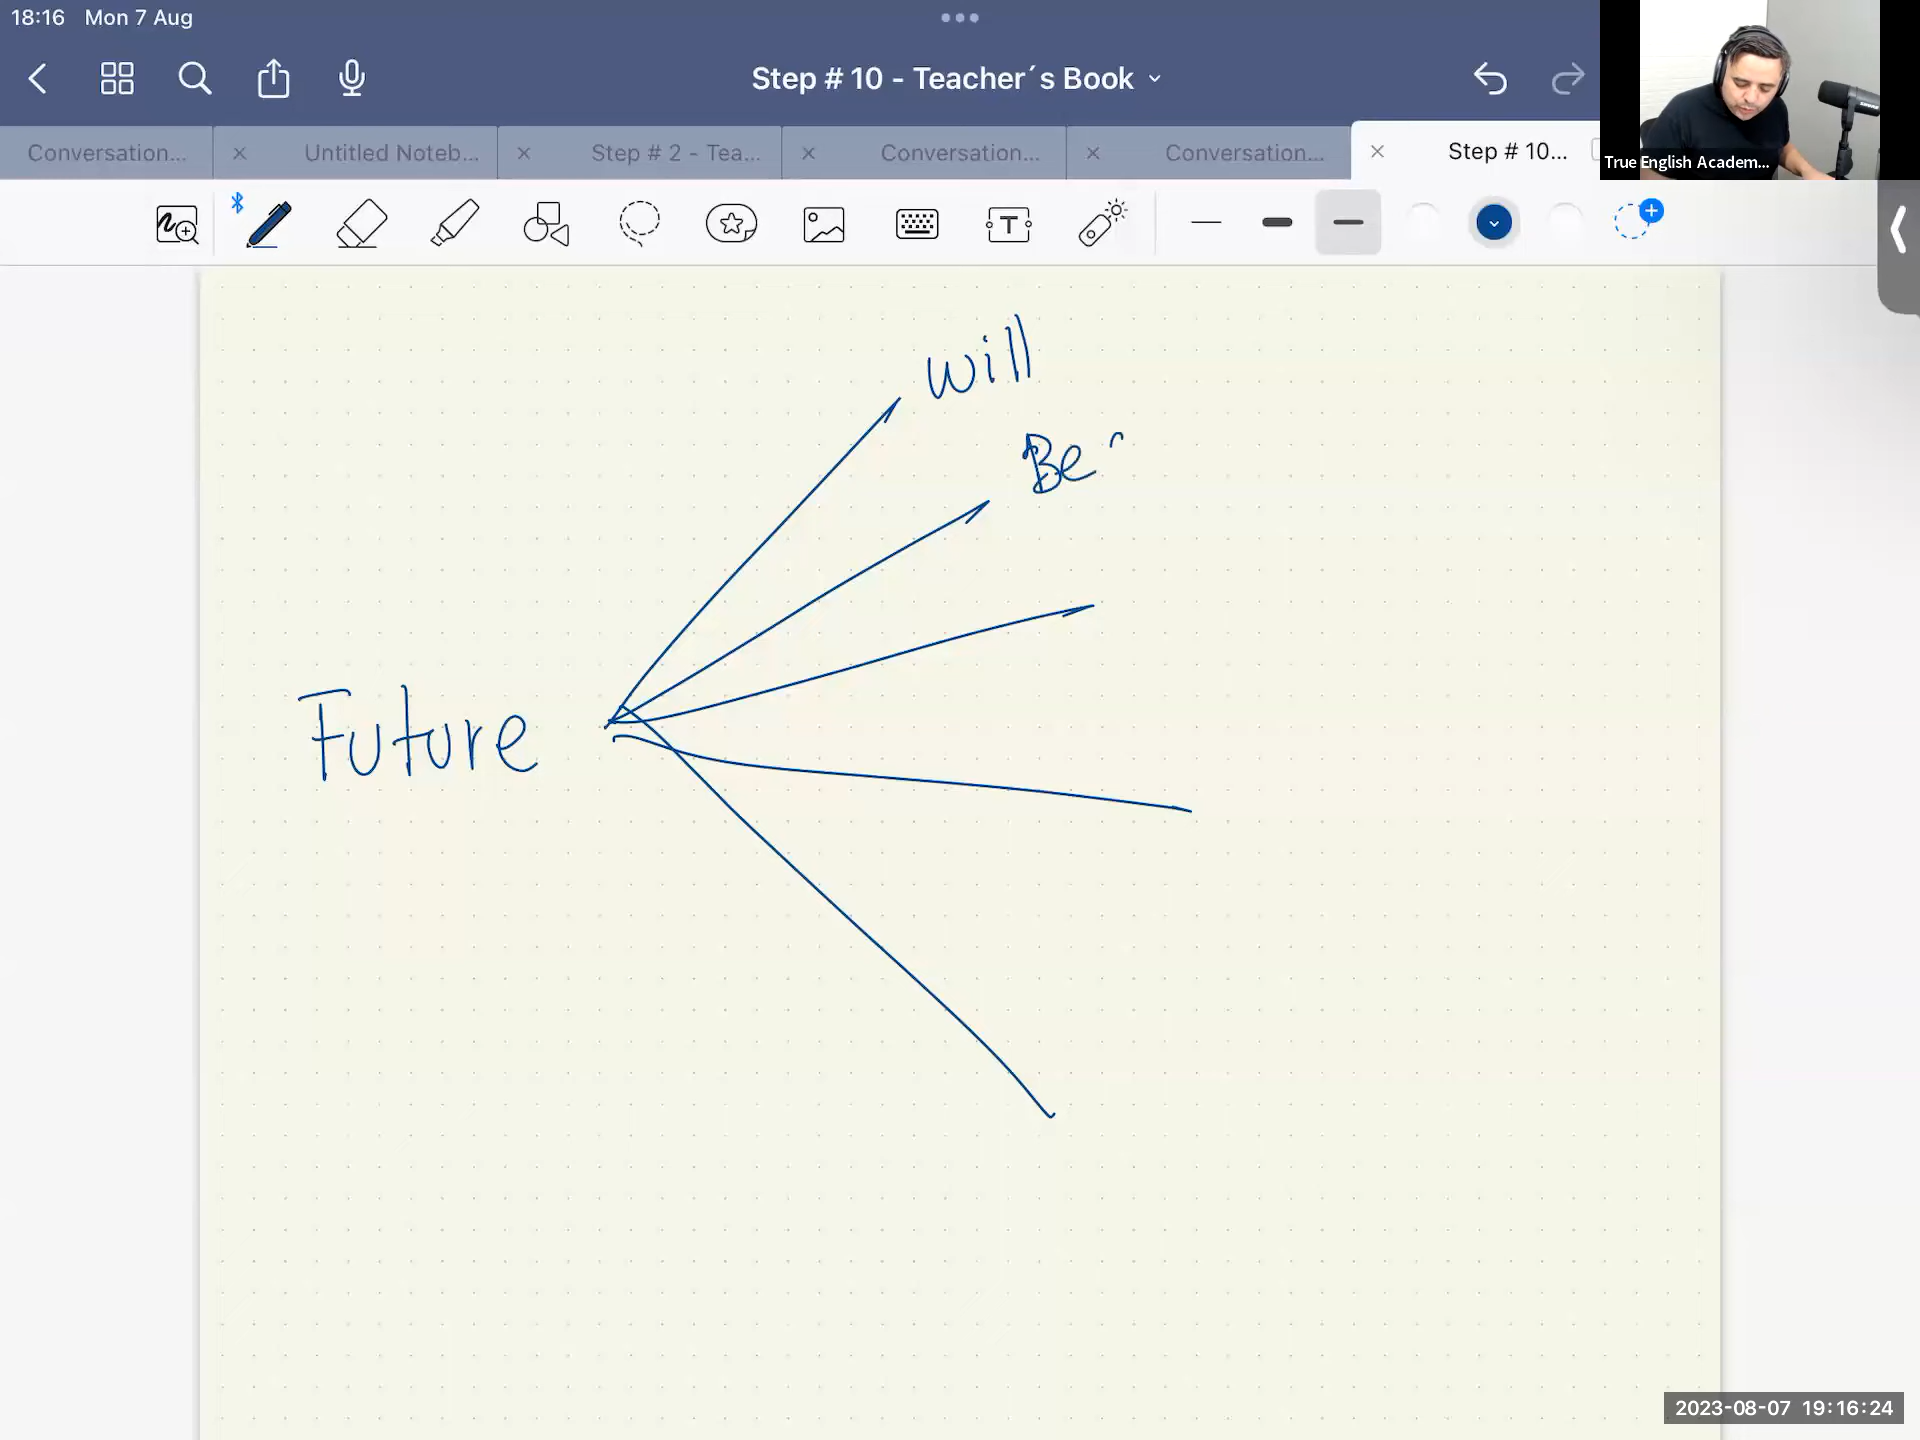 18:16 Mon 7 Aug
Step # 10 - Teacher´s Book
Conversation...
Untitled Noteb...
Step # 2 - Tea...
Conversation...
Conversation...
Step # 10...
True English Academ...
T
will
Be
Future
2023-08-07 19:16:24